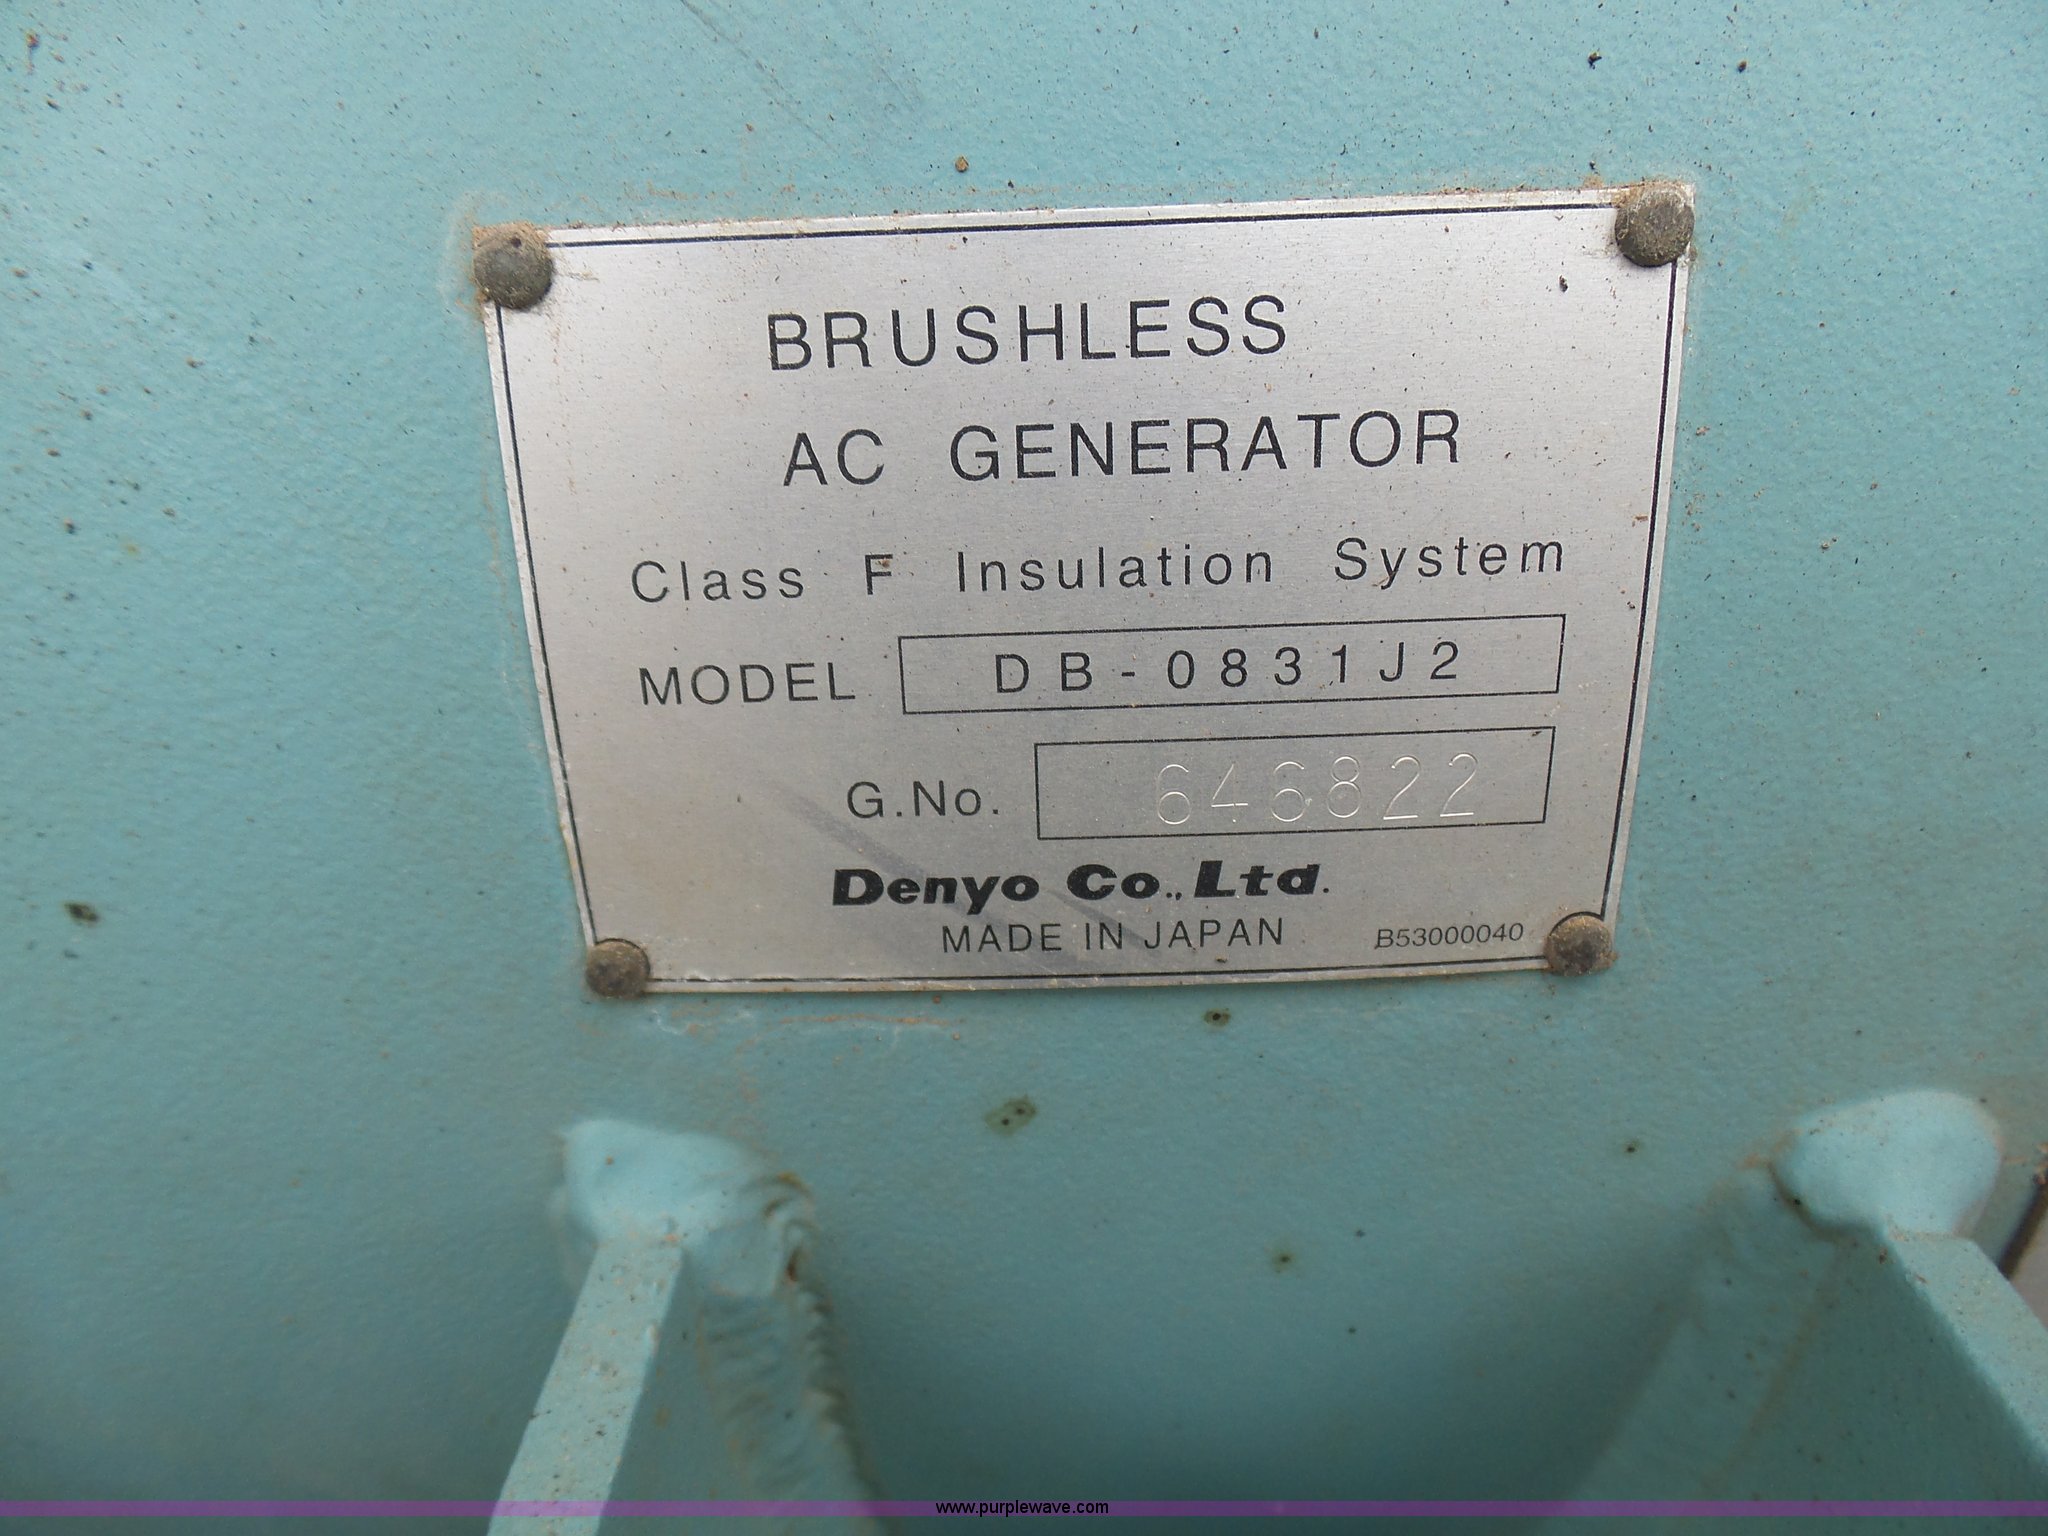 BRUSHLESS
AC GENERATOR
Class F Insulation System
MODEL DB-0831J2
G.No. 646822
Denyo Co.,Ltd.
MADE IN JAPAN B53000040
www.purplewave.com